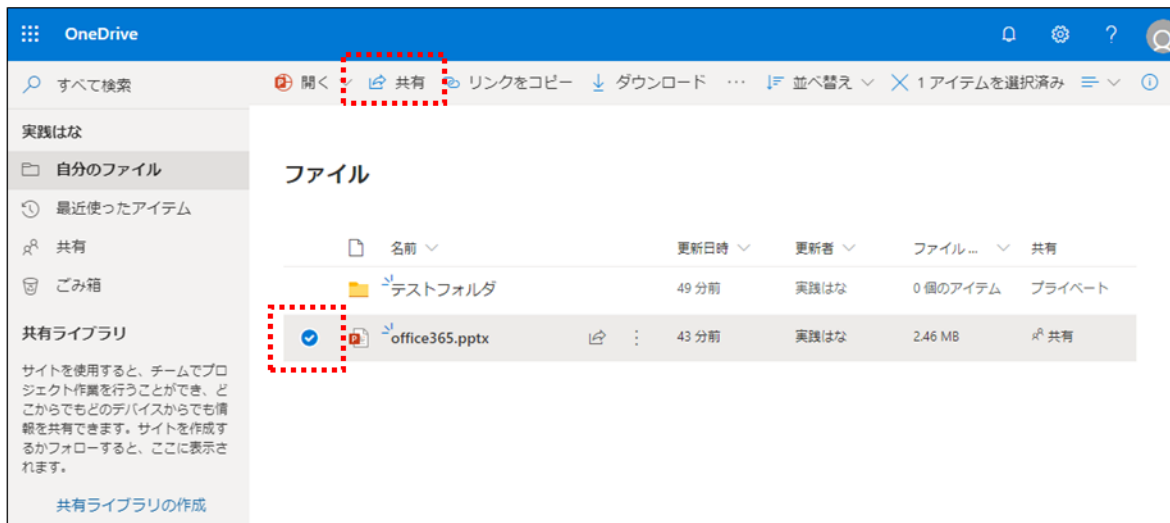 OneDrive
?
すべて検索
開く 共有 リンクをコピー ダウンロード … 並べ替え 1 アイテムを選択済み
実践はな
自分のファイル
最近使ったアイテム
共有
ごみ箱
共有ライブラリ
サイトを使用すると、チームでプロ
ジェクト作業を行うことができ、ど
こからでもどのデバイスからでも情
報を共有できます。サイトを作成す
るかフォローすると、ここに表示さ
れます。
共有ライブラリの作成
ファイル
名前 更新日時 更新者 ファイル ... 共有
テストフォルダ 49 分前 実践はな 0 個のアイテム プライベート
office365.pptx 43 分前 実践はな 2.46 MB 共有